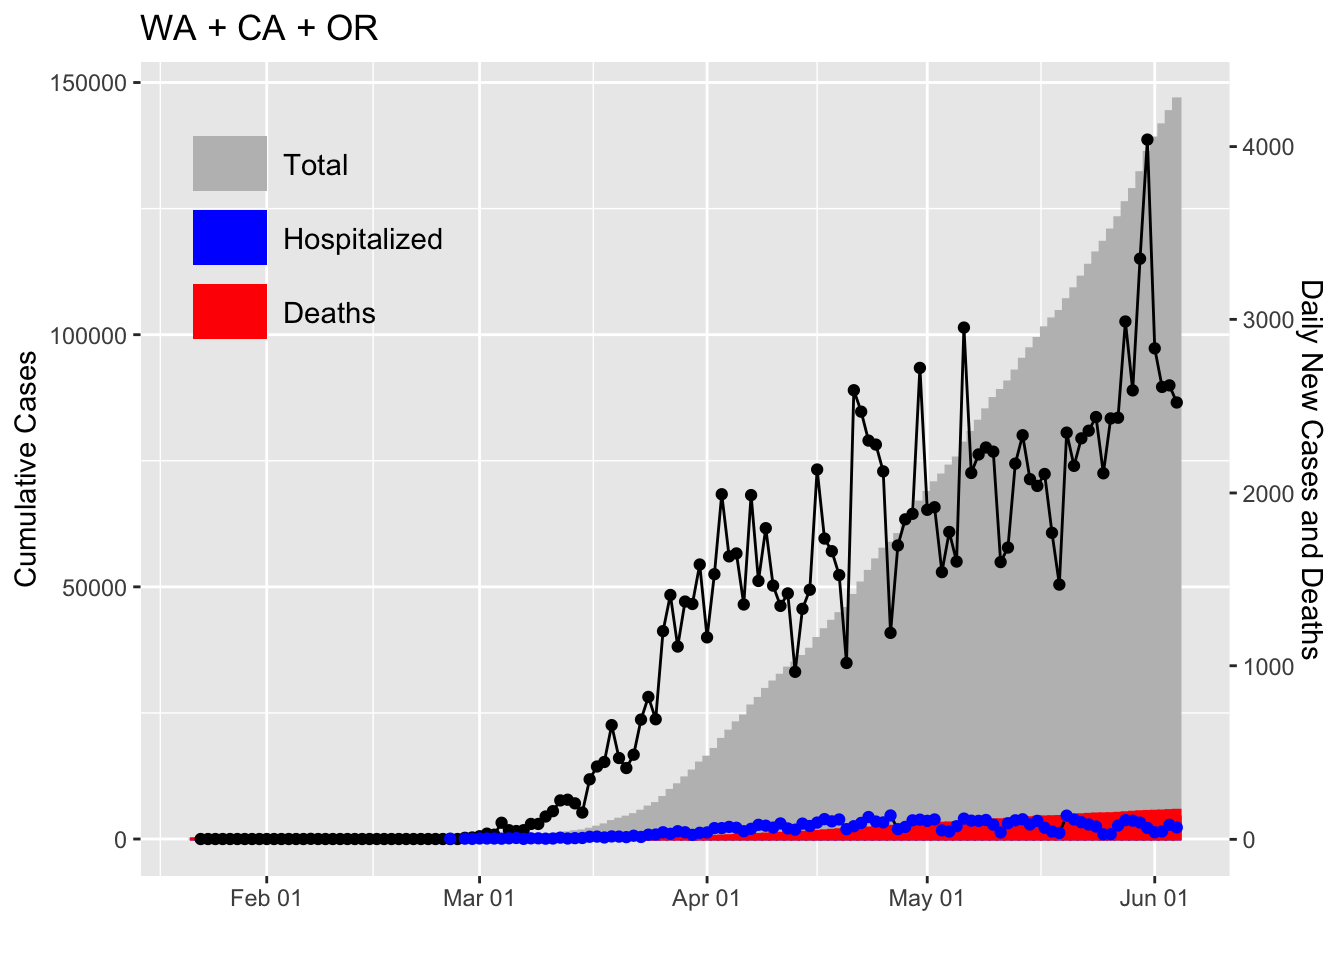 WA + CA + OR
150000
100000
50000
0
Cumulative Cases
Total
Hospitalized
Deaths
4000
3000
2000
1000
0
Daily New Cases and Deaths
Feb 01
Mar 01
Apr 01
May 01
Jun 01